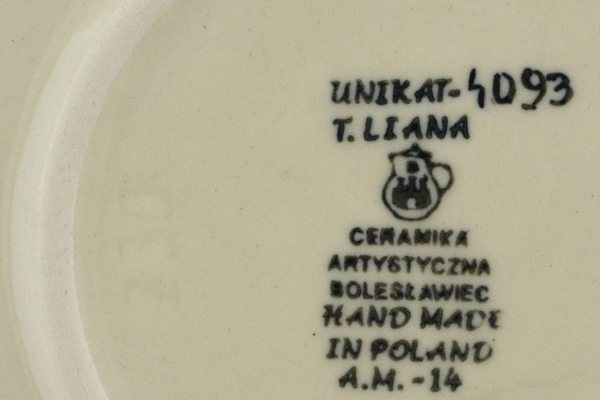 UNIKAT-4093
T. LIANA
B
CERAMIKA
ARTYSTYCZNA
BOLESŁAWIEC
HAND MADE
IN POLAND
A.M.-14